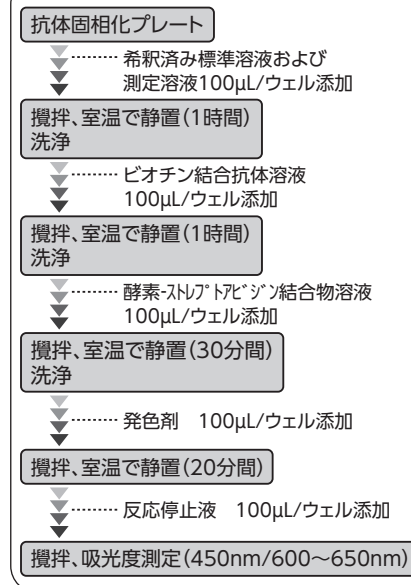 抗体固相化プレート
希釈済み標準溶液および
測定溶液100μL/ウェル添加
攪拌、室温で静置（1時間）
洗浄
ビオチン結合抗体溶液
100μL/ウェル添加
攪拌、室温で静置（1時間）
洗浄
酵素-ｽﾄﾚﾌﾟﾄｱﾋﾞｼﾞﾝ結合物溶液
100μL/ウェル添加
攪拌、室温で静置（30分間）
洗浄
発色剤　100μL/ウェル添加
攪拌、室温で静置（20分間）
反応停止液　100μL/ウェル添加
攪拌、吸光度測定（450nm/600～650nm）